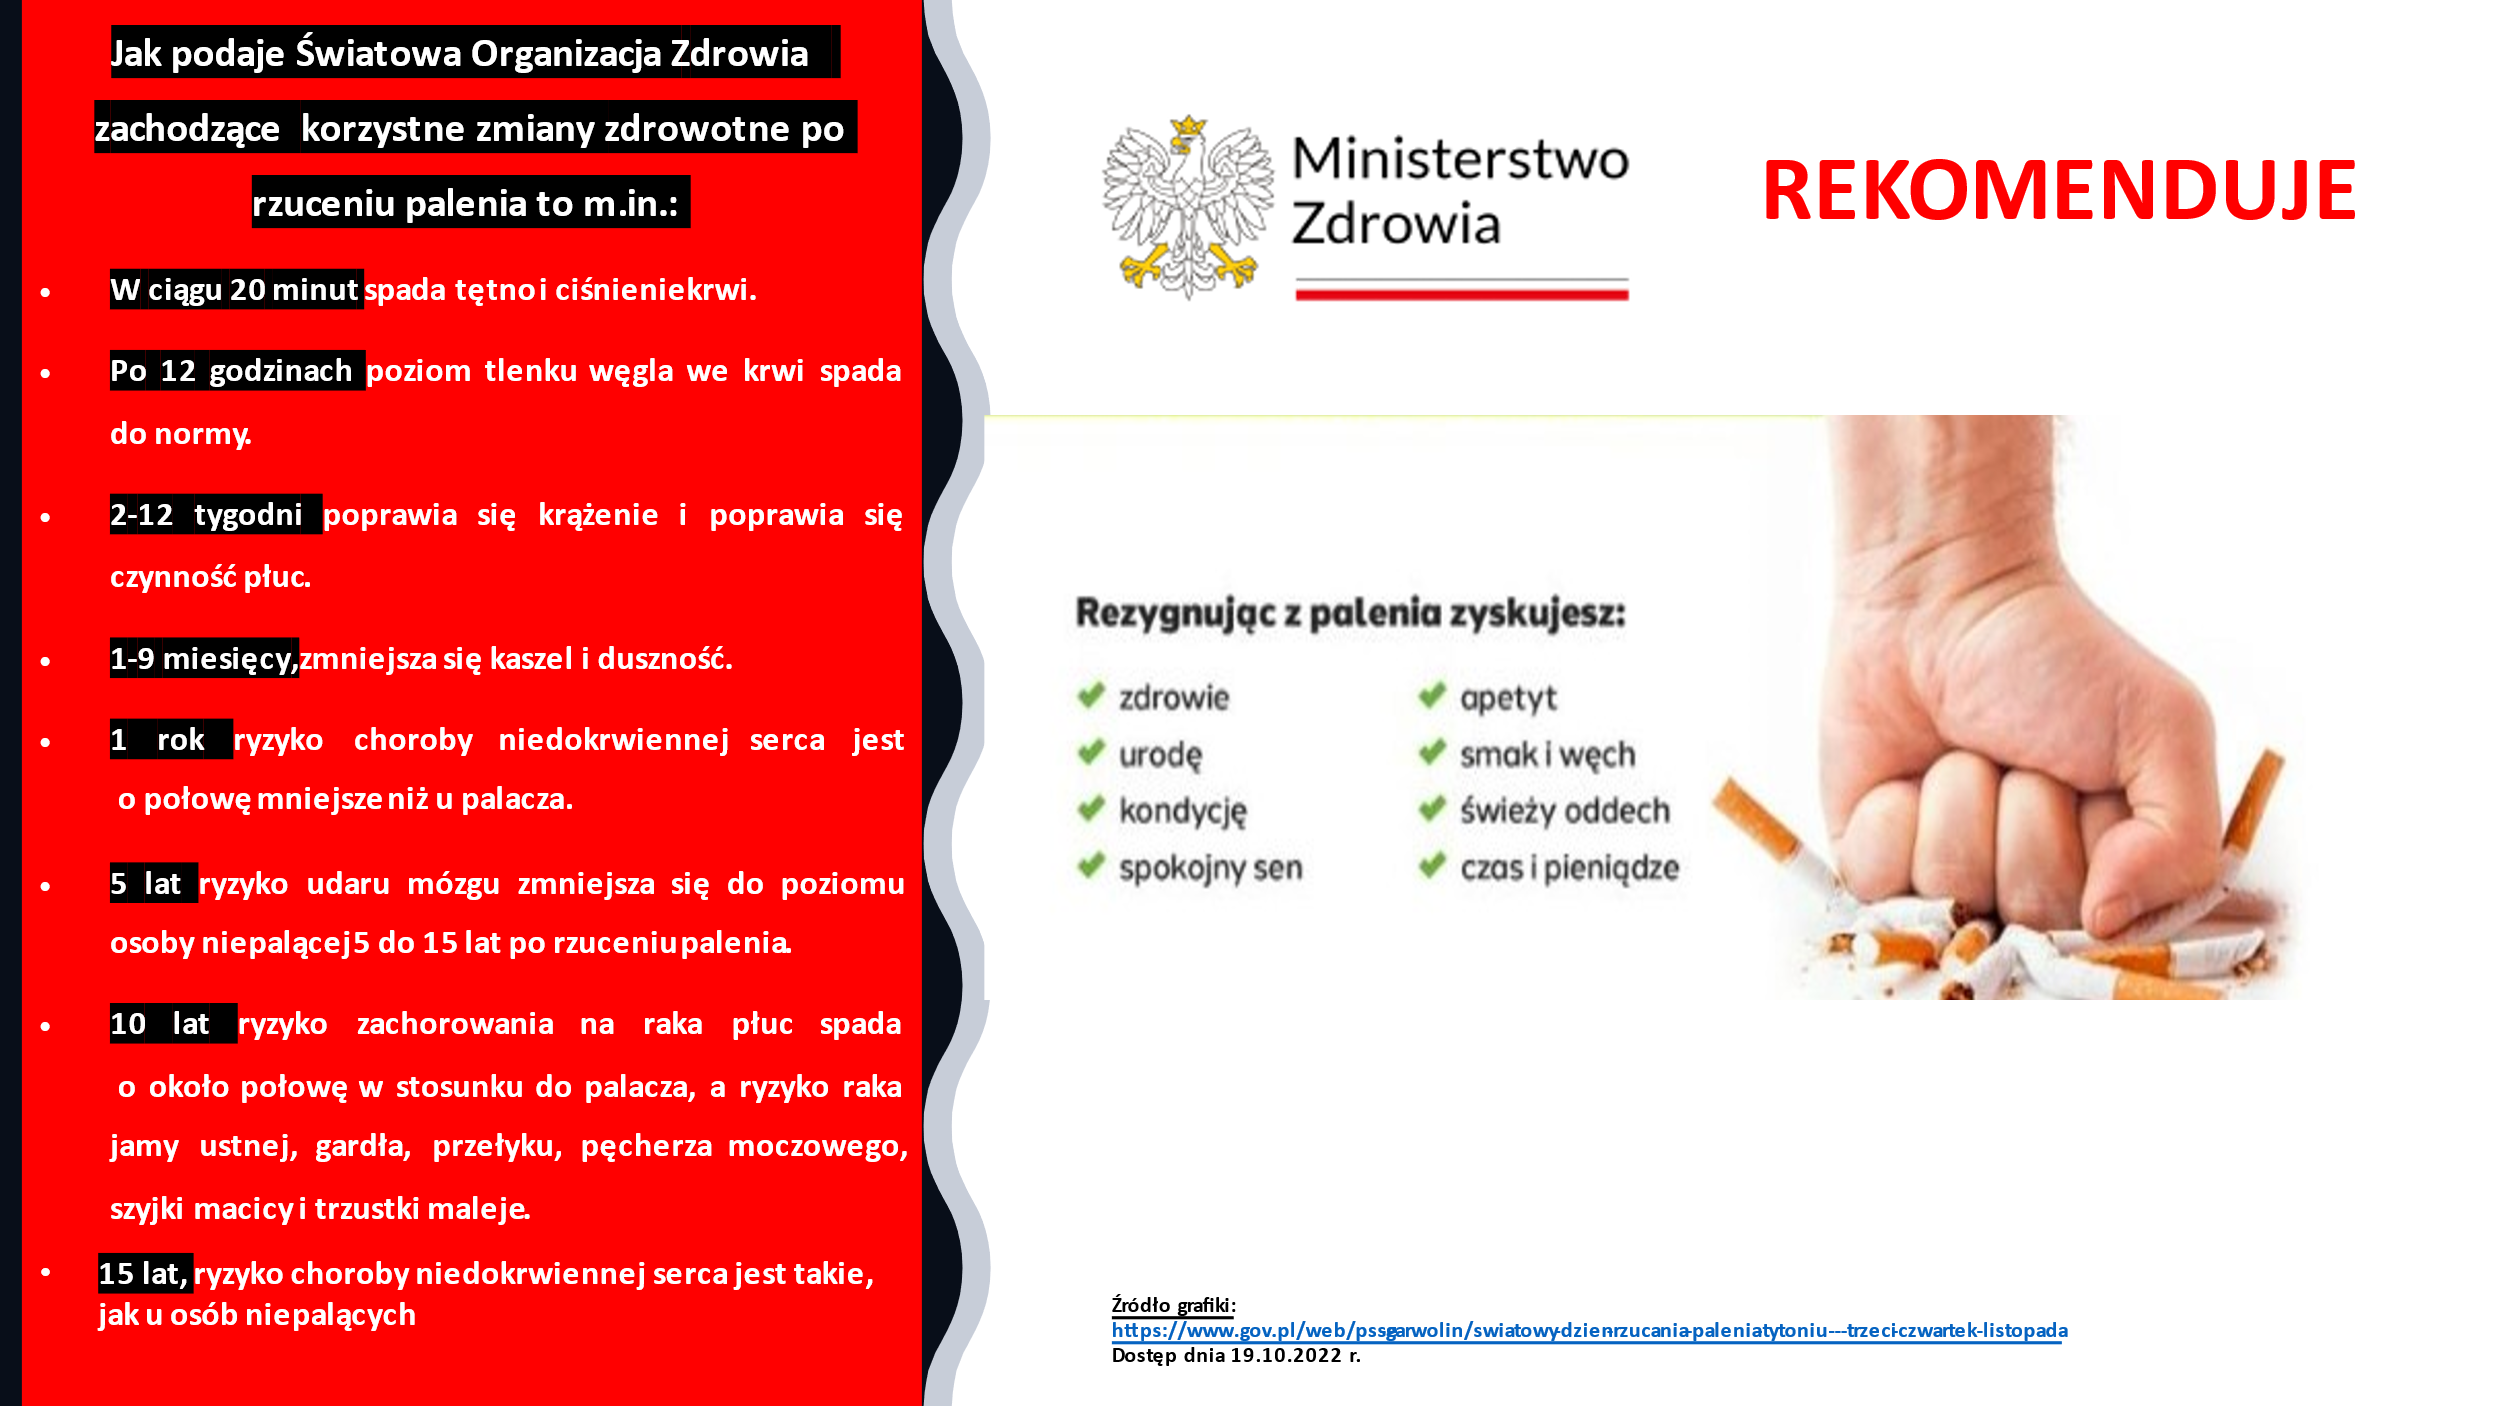 Jak podaje Światowa Organizacja Zdrowia
zachodzące korzystne zmiany zdrowotne po
rzuceniu palenia to m.in.:
• W ciągu 20 minut spada tętno i ciśnienie krwi.
• Po 12 godzinach poziom tlenku węgla we krwi spada
do normy.
• 2-12 tygodni poprawia się krążenie i poprawia się
czynność płuc.
• 1-9 miesięcy, zmniejsza się kaszel i duszność.
• 1 rok ryzyko choroby niedokrwiennej serca jest
o połowę mniejsze niż u palacza.
• 5 lat ryzyko udaru mózgu zmniejsza się do poziomu
osoby niepalącej 5 do 15 lat po rzuceniu palenia.
• 10 lat ryzyko zachorowania na raka płuc spada
o około połowę w stosunku do palacza, a ryzyko raka
jamy ustnej, gardła, przełyku, pęcherza moczowego,
szyjki macicy i trzustki maleje.
• 15 lat, ryzyko choroby niedokrwiennej serca jest takie,
jak u osób niepalących
Ministerstwo
Zdrowia
REKOMENDUJE
Rezygnując z palenia zyskujesz:
zdrowie
urodę
kondycję
spokojny sen
apetyt
smak i węch
świeży oddech
czas i pieniądze
Źródło grafiki:
https://www.gov.pl/web/psse-garwolin/swiatowy-dzien-rzucania-palenia-tytoniu---trzeci-czwartek-listopada
Dostęp dnia 19.10.2022 r.